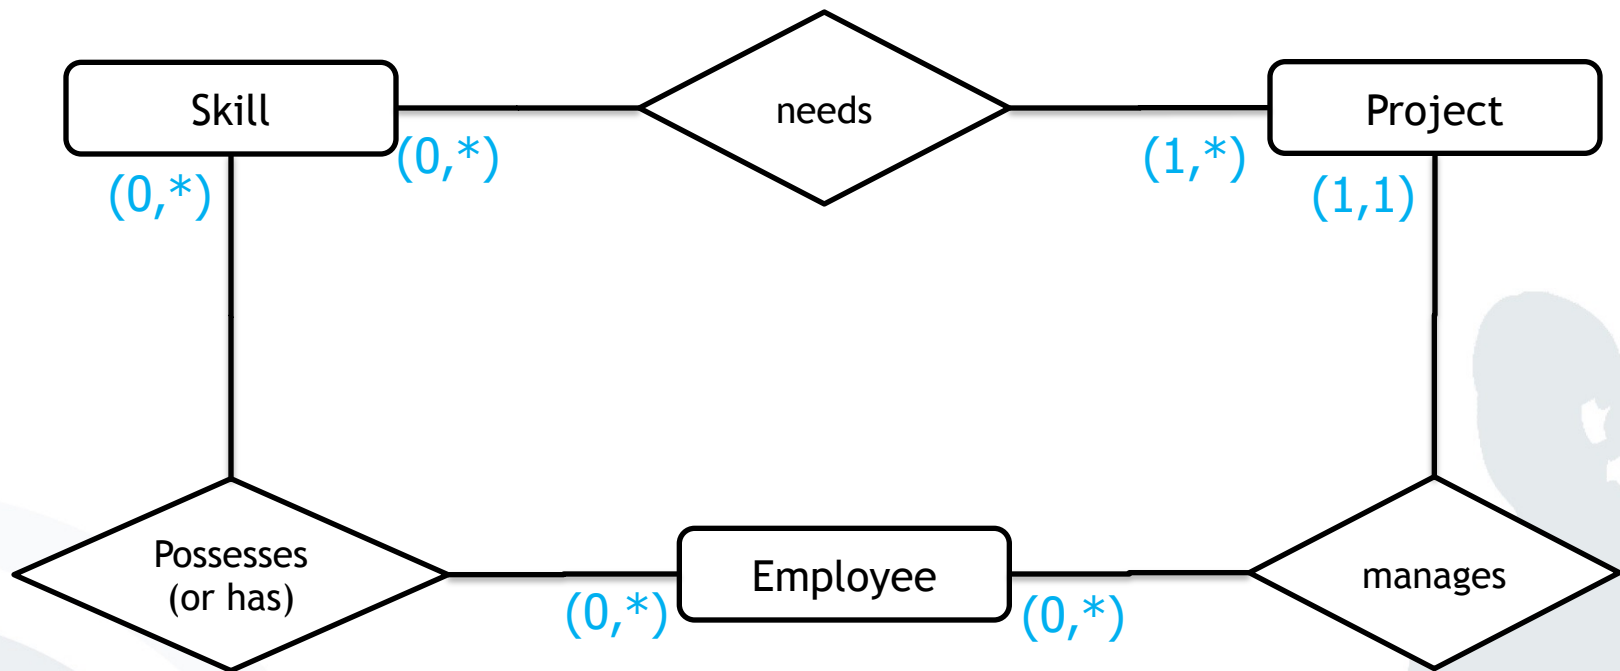 Skill
needs
Project
(0,*)
(1,*)
(0,*)
(1,1)
Possesses
(or has)
Employee
manages
(0,*)
(0,*)